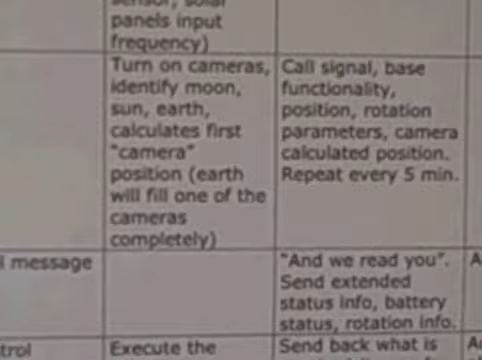 sensor, solar
panels input
frequency)
Turn on cameras,
identify moon,
sun, earth,
calculates first
"camera"
position (earth
will fill one of the
cameras
completely)
Call signal, base
functionality,
position, rotation
parameters, camera
calculated position.
Repeat every 5 min.
message
"And we read you".
Send extended
status info, battery
status, rotation info.
A
trol
Execute the
Send back what is